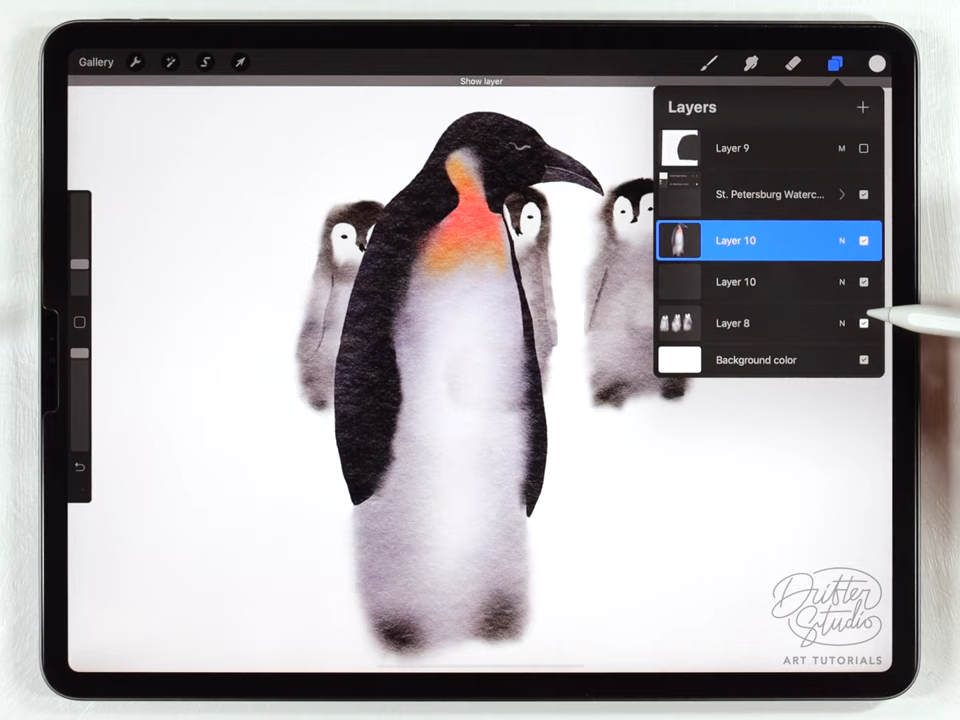 Gallery
Show layer
Layers
Layer 9 M
St. Petersburg Waterc...
Layer 10 N
Layer 10 N
Layer 8 N
Background color
Drifter
Studio
ART TUTORIALS